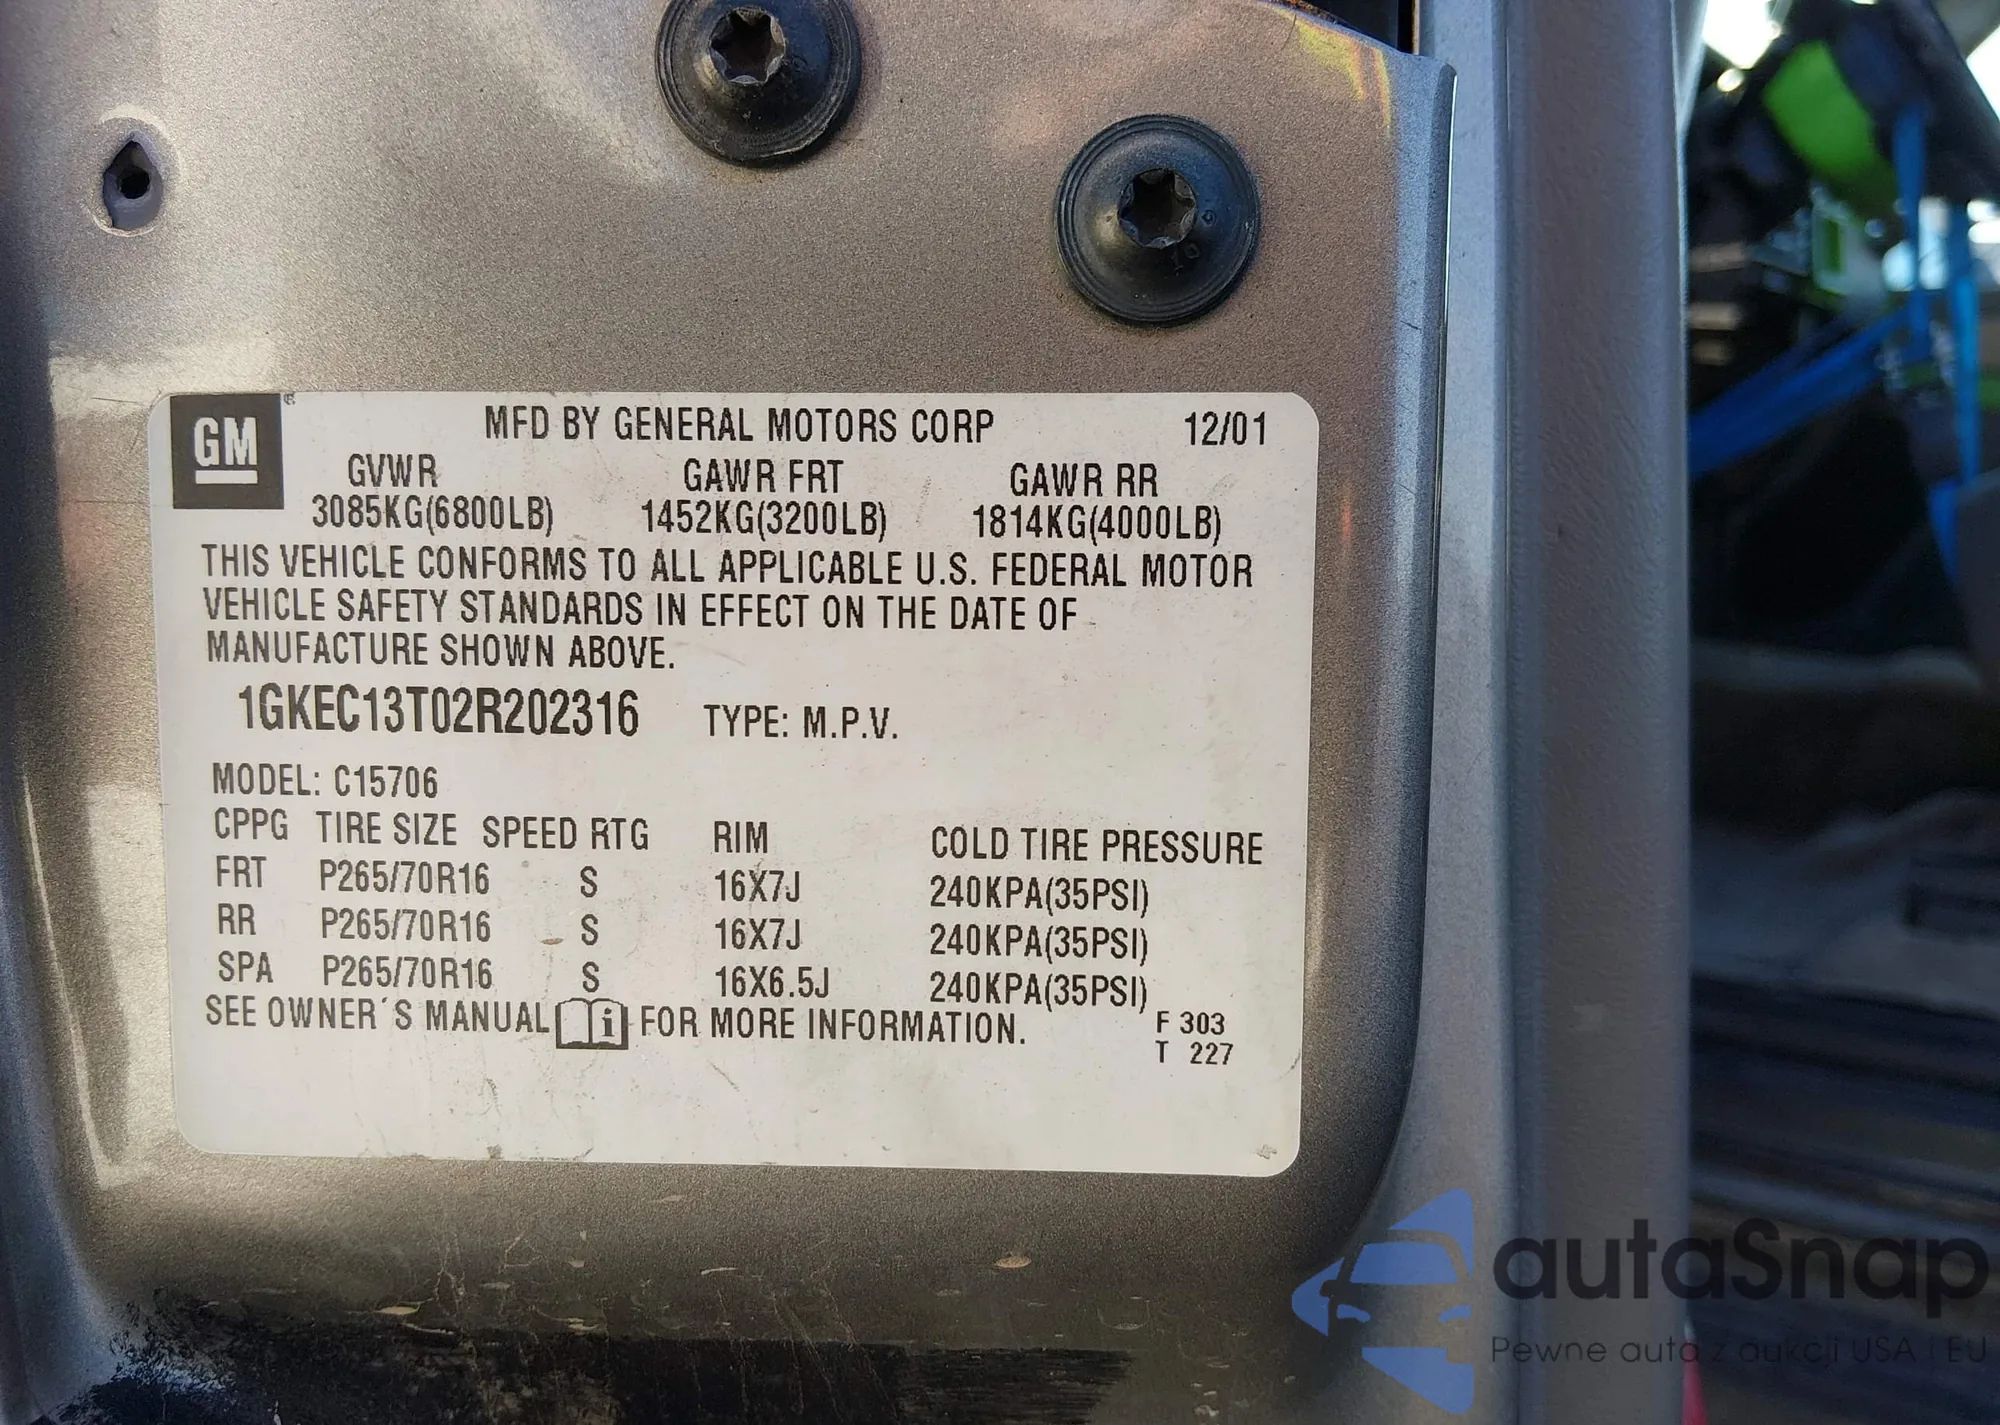 GM
MFD BY GENERAL MOTORS CORP 12/01
GVWR GAWR FRT GAWR RR
3085KG(6800LB) 1452KG(3200LB) 1814KG(4000LB)
THIS VEHICLE CONFORMS TO ALL APPLICABLE U.S. FEDERAL MOTOR
VEHICLE SAFETY STANDARDS IN EFFECT ON THE DATE OF
MANUFACTURE SHOWN ABOVE.
1GKEC13T02R202316 TYPE: M.P.V.
MODEL: C15706
CPPG TIRE SIZE SPEED RTG RIM COLD TIRE PRESSURE
FRT P265/70R16 S 16X7J 240KPA(35PSI)
RR P265/70R16 S 16X7J 240KPA(35PSI)
SPA P265/70R16 S 16X6.5J 240KPA(35PSI)
SEE OWNER´S MANUAL i FOR MORE INFORMATION.
F 303
T 227
autaSnap
Pewne auta z aukcji USA | EU